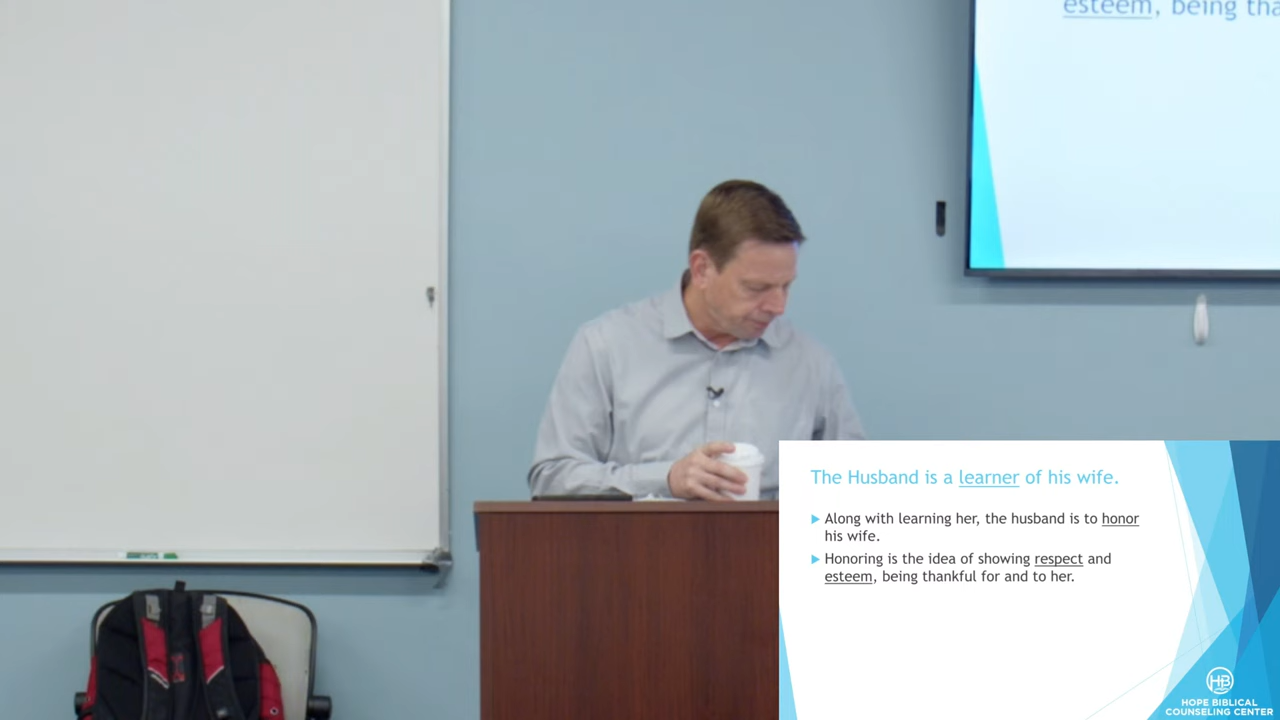 esteem, being tha
The Husband is a learner of his wife.
Along with learning her, the husband is to honor
his wife.
Honoring is the idea of showing respect and
esteem, being thankful for and to her.
HB
HOPE BIBLICAL
COUNSELING CENTER